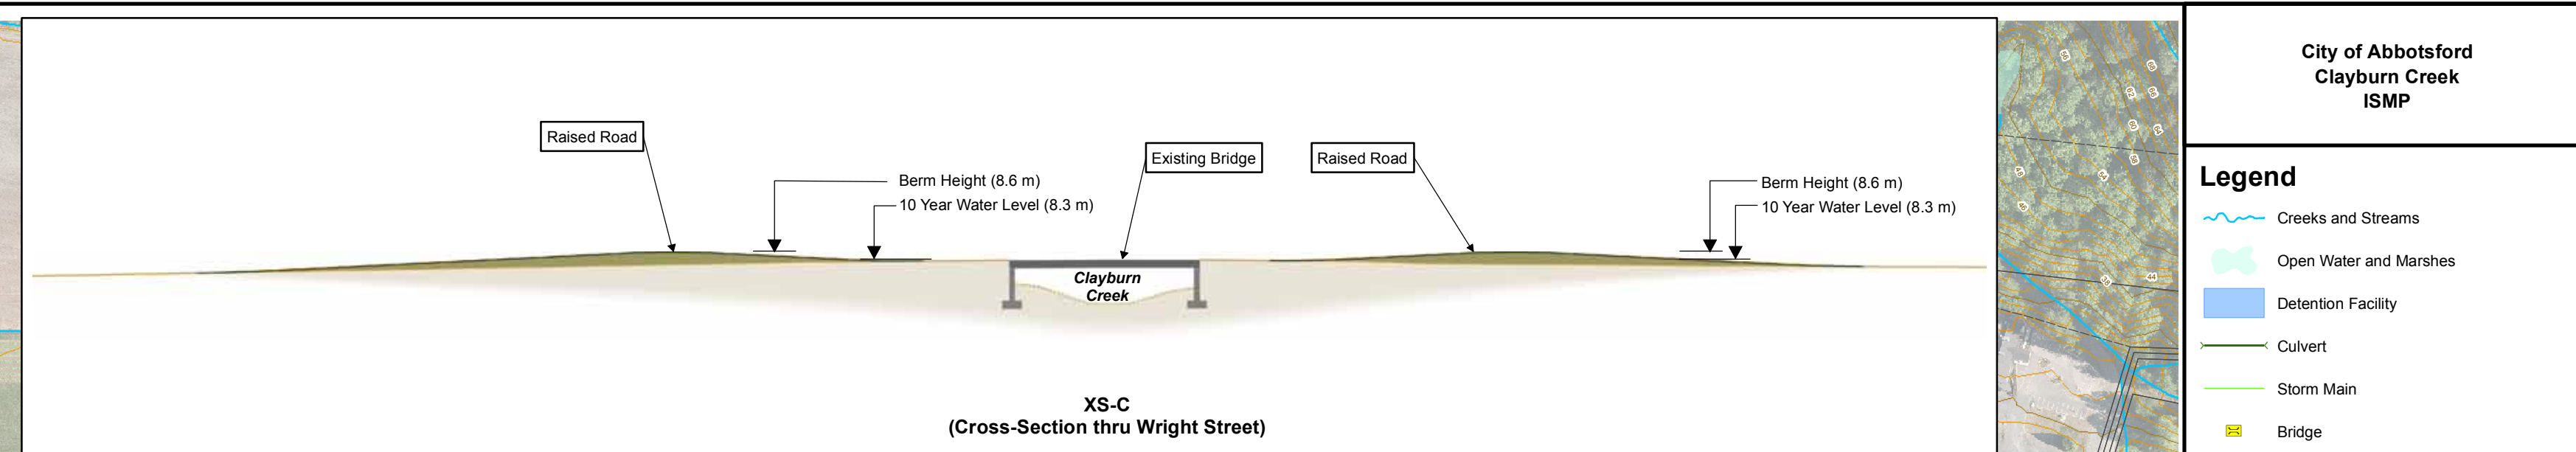 Raised Road
Berm Height (8.6 m)
10 Year Water Level (8.3 m)
Existing Bridge
Raised Road
Berm Height (8.6 m)
10 Year Water Level (8.3 m)
Clayburn
Creek
XS-C
(Cross-Section thru Wright Street)
City of Abbotsford
Clayburn Creek
ISMP
Legend
Creeks and Streams
Open Water and Marshes
Detention Facility
Culvert
Storm Main
Bridge
44